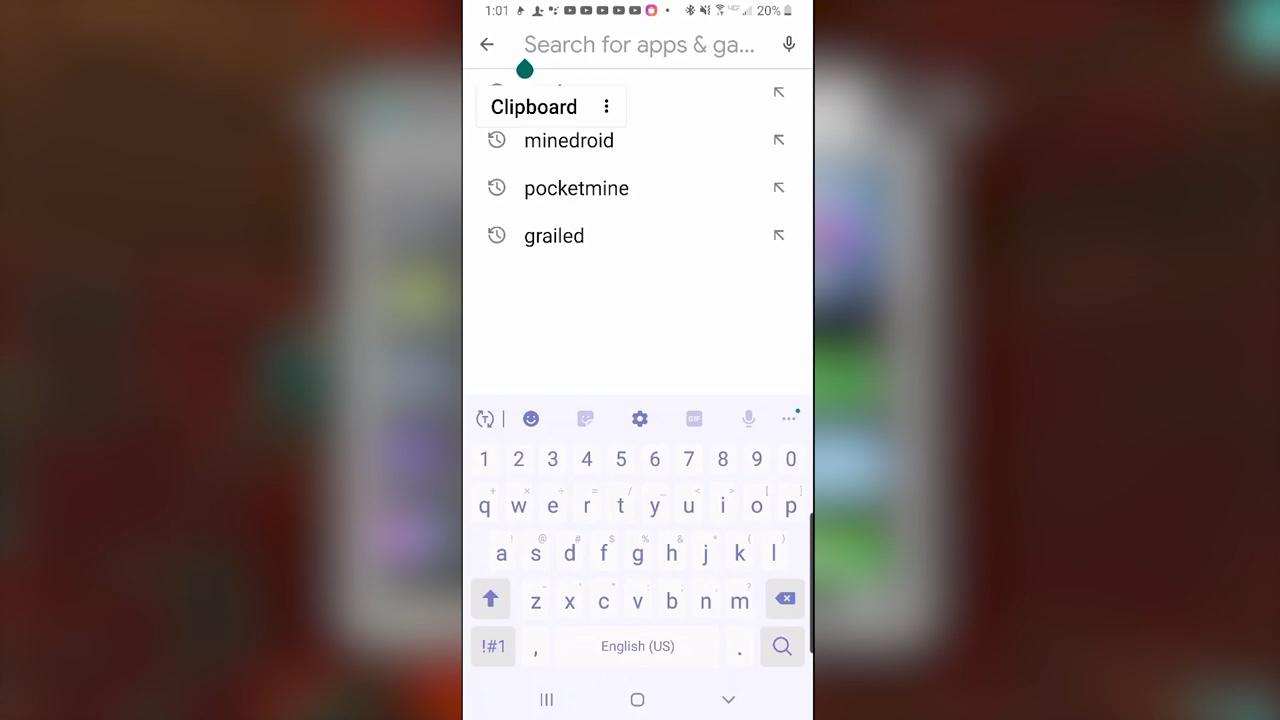 1:01 20%
Search for apps & ga...
Clipboard
minedroid
pocketmine
grailed
GIF
1 2 3 4 5 6 7 8 9 0
+ × ÷ = / _ < > [ ]
q w e r t y u i o p
! @ # $ % & * ( )
a s d f g h j k l
- ' " : ; ?
z x c v b n m
!#1 , English (US) .